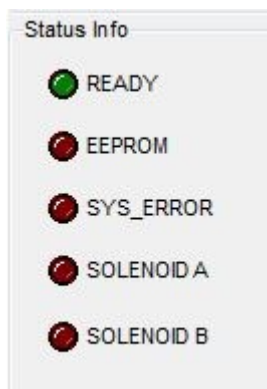 Status Info
READY
EEPROM
SYS_ERROR
SOLENOID A
SOLENOID B